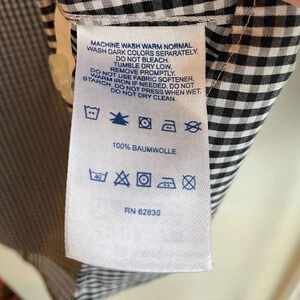 MACHINE WASH WARM NORMAL.
WASH DARK COLORS SEPARATELY.
DO NOT BLEACH.
TUMBLE DRY LOW.
REMOVE PROMPTLY.
DO NOT USE FABRIC SOFTENER.
WARM IRON IF NEEDED. DO NOT
STARCH. DO NOT PRESS WHEN WET.
DO NOT DRY CLEAN.
100% BAUMWOLLE
RN 62830